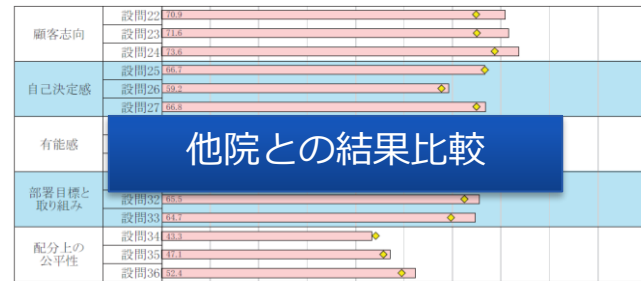 顧客志向
設問22 70.9
設問23 71.6
設問24 73.6
自己決定感
設問25 66.7
設問26 59.2
設問27 66.8
有能感
他院との結果比較
部署目標と
取り組み
設問32 65.5
設問33 64.7
配分上の
公平性
設問34 43.3
設問35 47.1
設問36 52.4